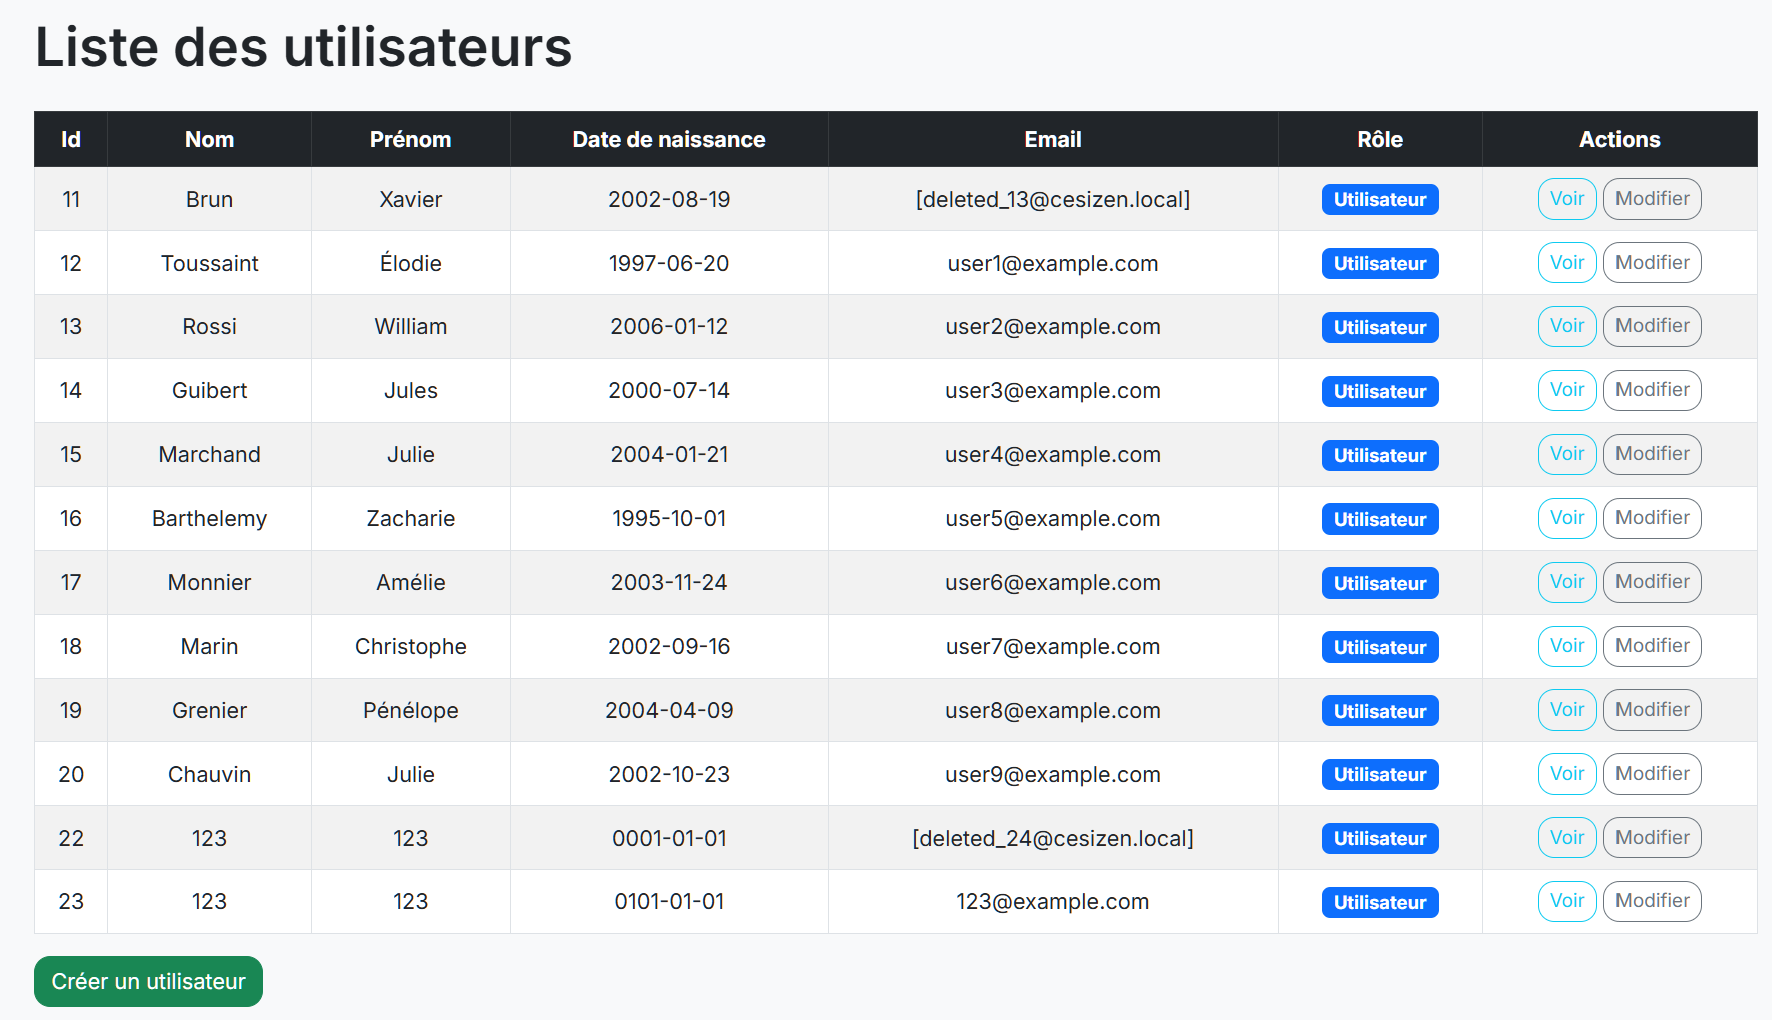 Liste des utilisateurs
Id Nom Prénom Date de naissance Email Rôle Actions
11 Brun Xavier 2002-08-19 [deleted_13@cesizen.local] Utilisateur Voir Modifier
12 Toussaint Élodie 1997-06-20 user1@example.com Utilisateur Voir Modifier
13 Rossi William 2006-01-12 user2@example.com Utilisateur Voir Modifier
14 Guibert Jules 2000-07-14 user3@example.com Utilisateur Voir Modifier
15 Marchand Julie 2004-01-21 user4@example.com Utilisateur Voir Modifier
16 Barthelemy Zacharie 1995-10-01 user5@example.com Utilisateur Voir Modifier
17 Monnier Amélie 2003-11-24 user6@example.com Utilisateur Voir Modifier
18 Marin Christophe 2002-09-16 user7@example.com Utilisateur Voir Modifier
19 Grenier Pénélope 2004-04-09 user8@example.com Utilisateur Voir Modifier
20 Chauvin Julie 2002-10-23 user9@example.com Utilisateur Voir Modifier
22 123 123 0001-01-01 [deleted_24@cesizen.local] Utilisateur Voir Modifier
23 123 123 0101-01-01 123@example.com Utilisateur Voir Modifier
Créer un utilisateur